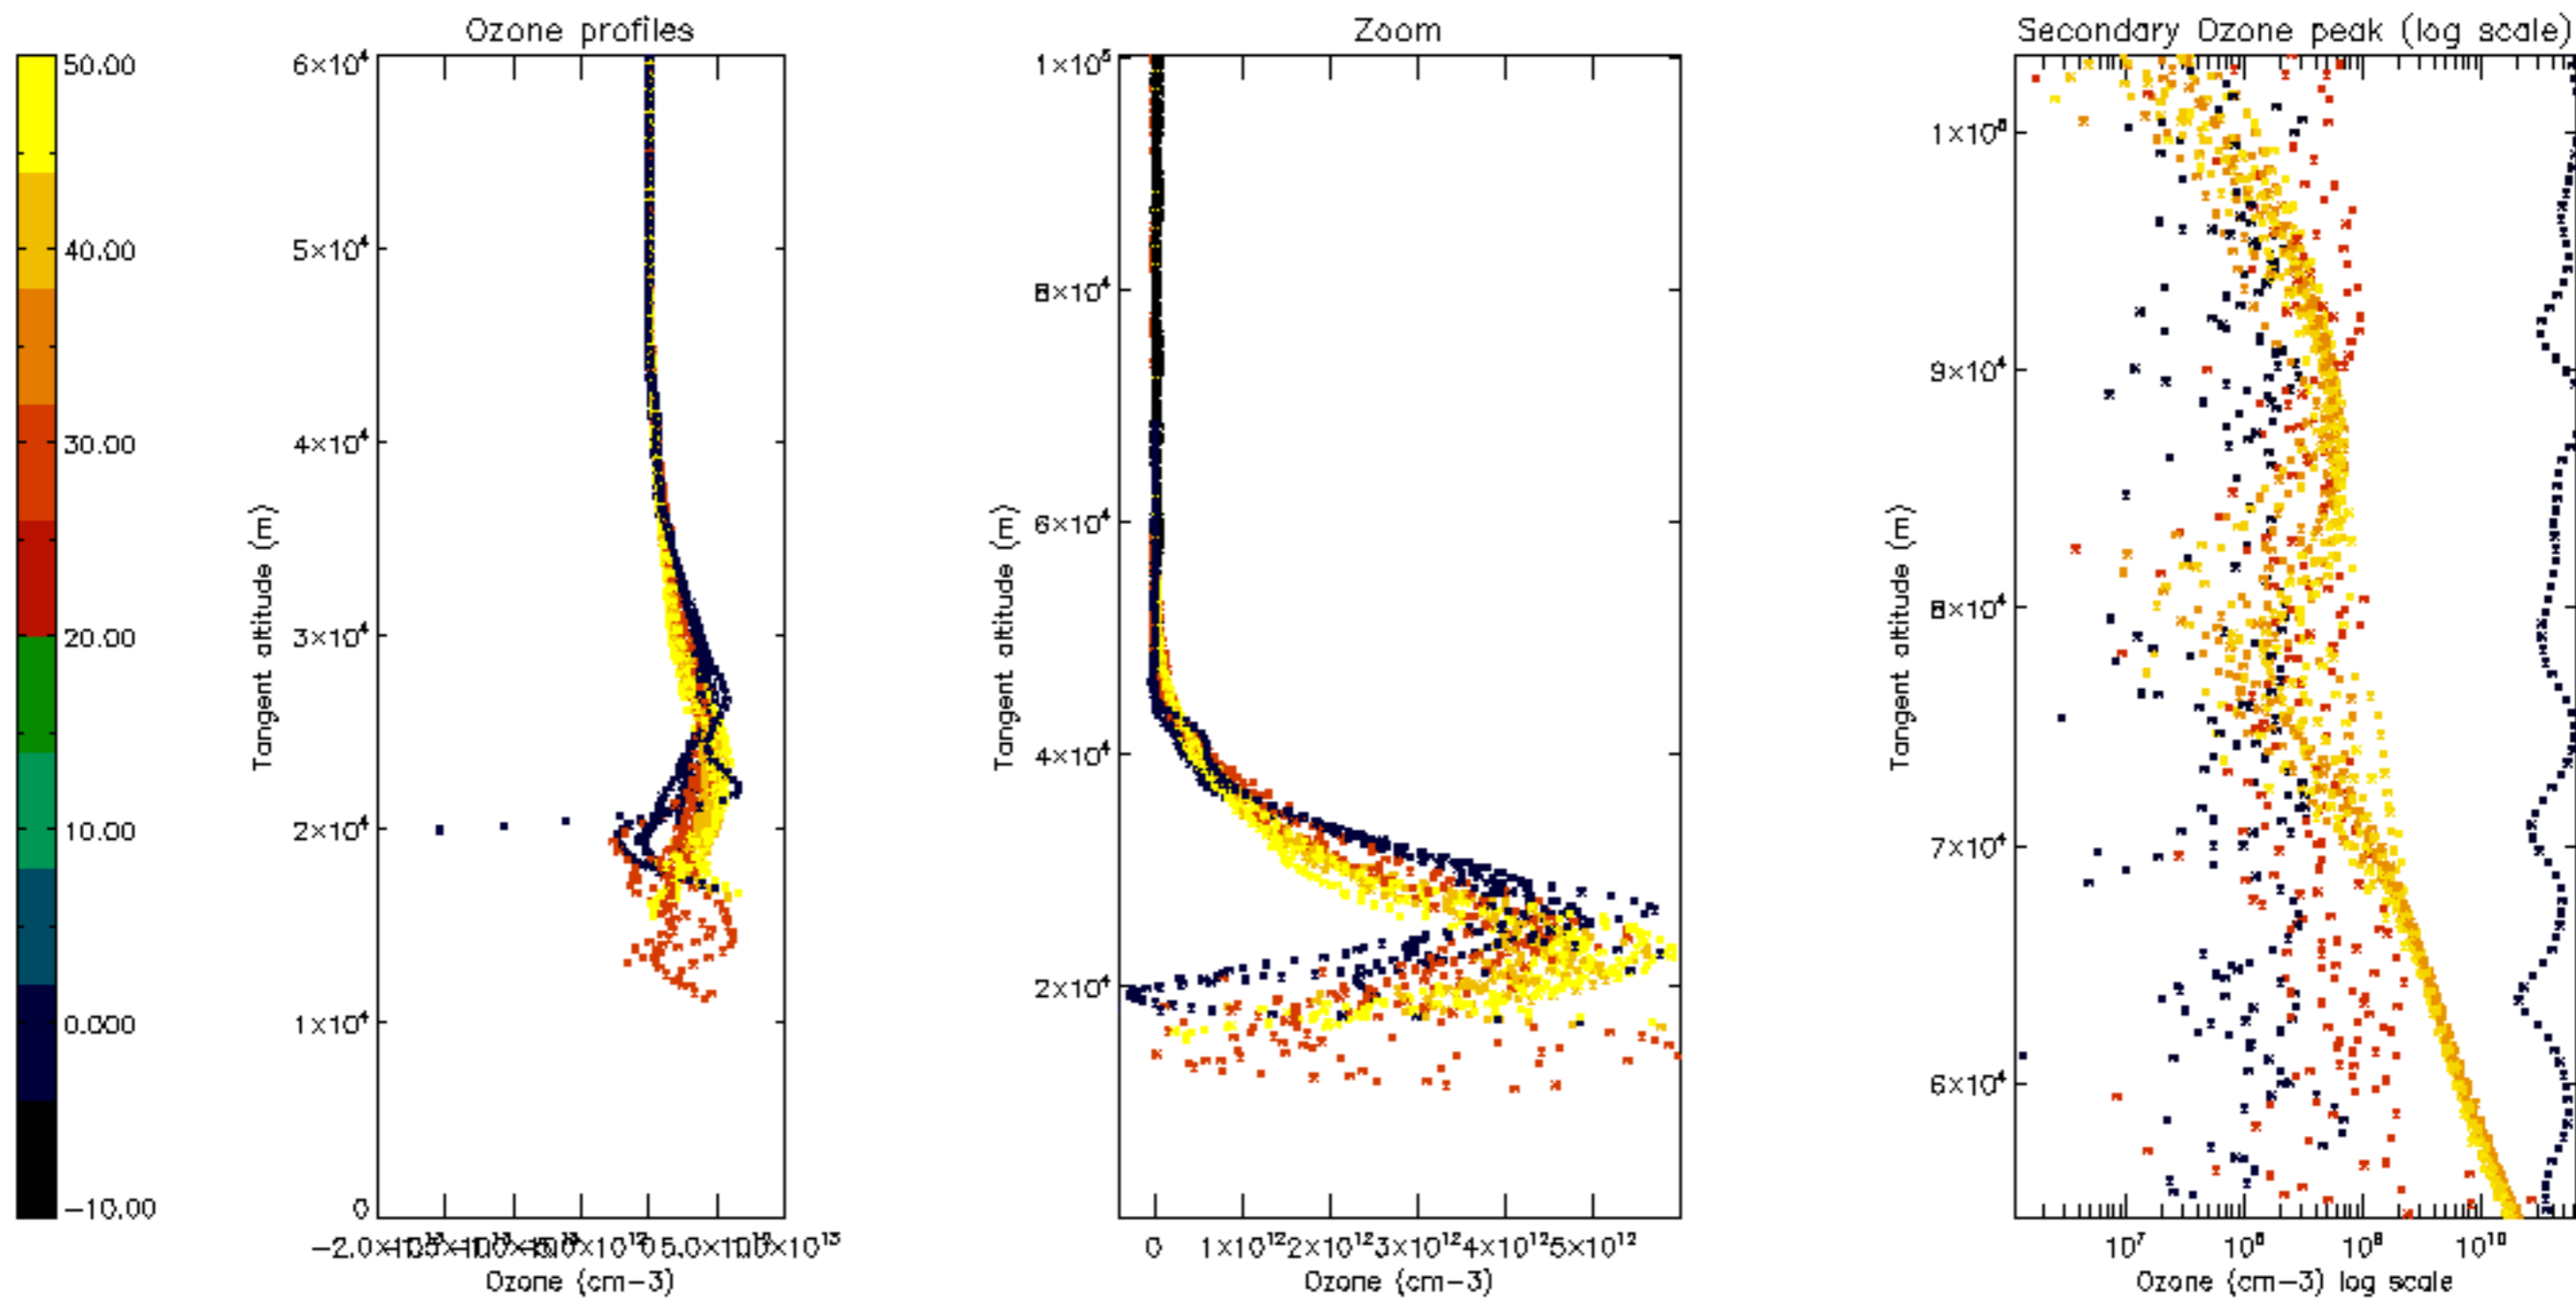 Ozone profiles
Zoom
Secondary Ozone peak (log scale)
50.00
40.00
30.00
20.00
10.00
0.000
-10.00
6×10⁴
5×10⁴
4×10⁴
3×10⁴
2×10⁴
1×10⁴
0
Tangent altitude (m)
Ozone (cm-3)
1×10⁵
8×10⁴
6×10⁴
4×10⁴
2×10⁴
Tangent altitude (m)
0 1×10¹² 2×10¹² 3×10¹² 4×10¹² 5×10¹²
Ozone (cm-3)
9×10⁴
8×10⁴
7×10⁴
6×10⁴
Tangent altitude (m)
10⁷ 10⁸ 10⁹ 10¹⁰
Ozone (cm-3) log scale